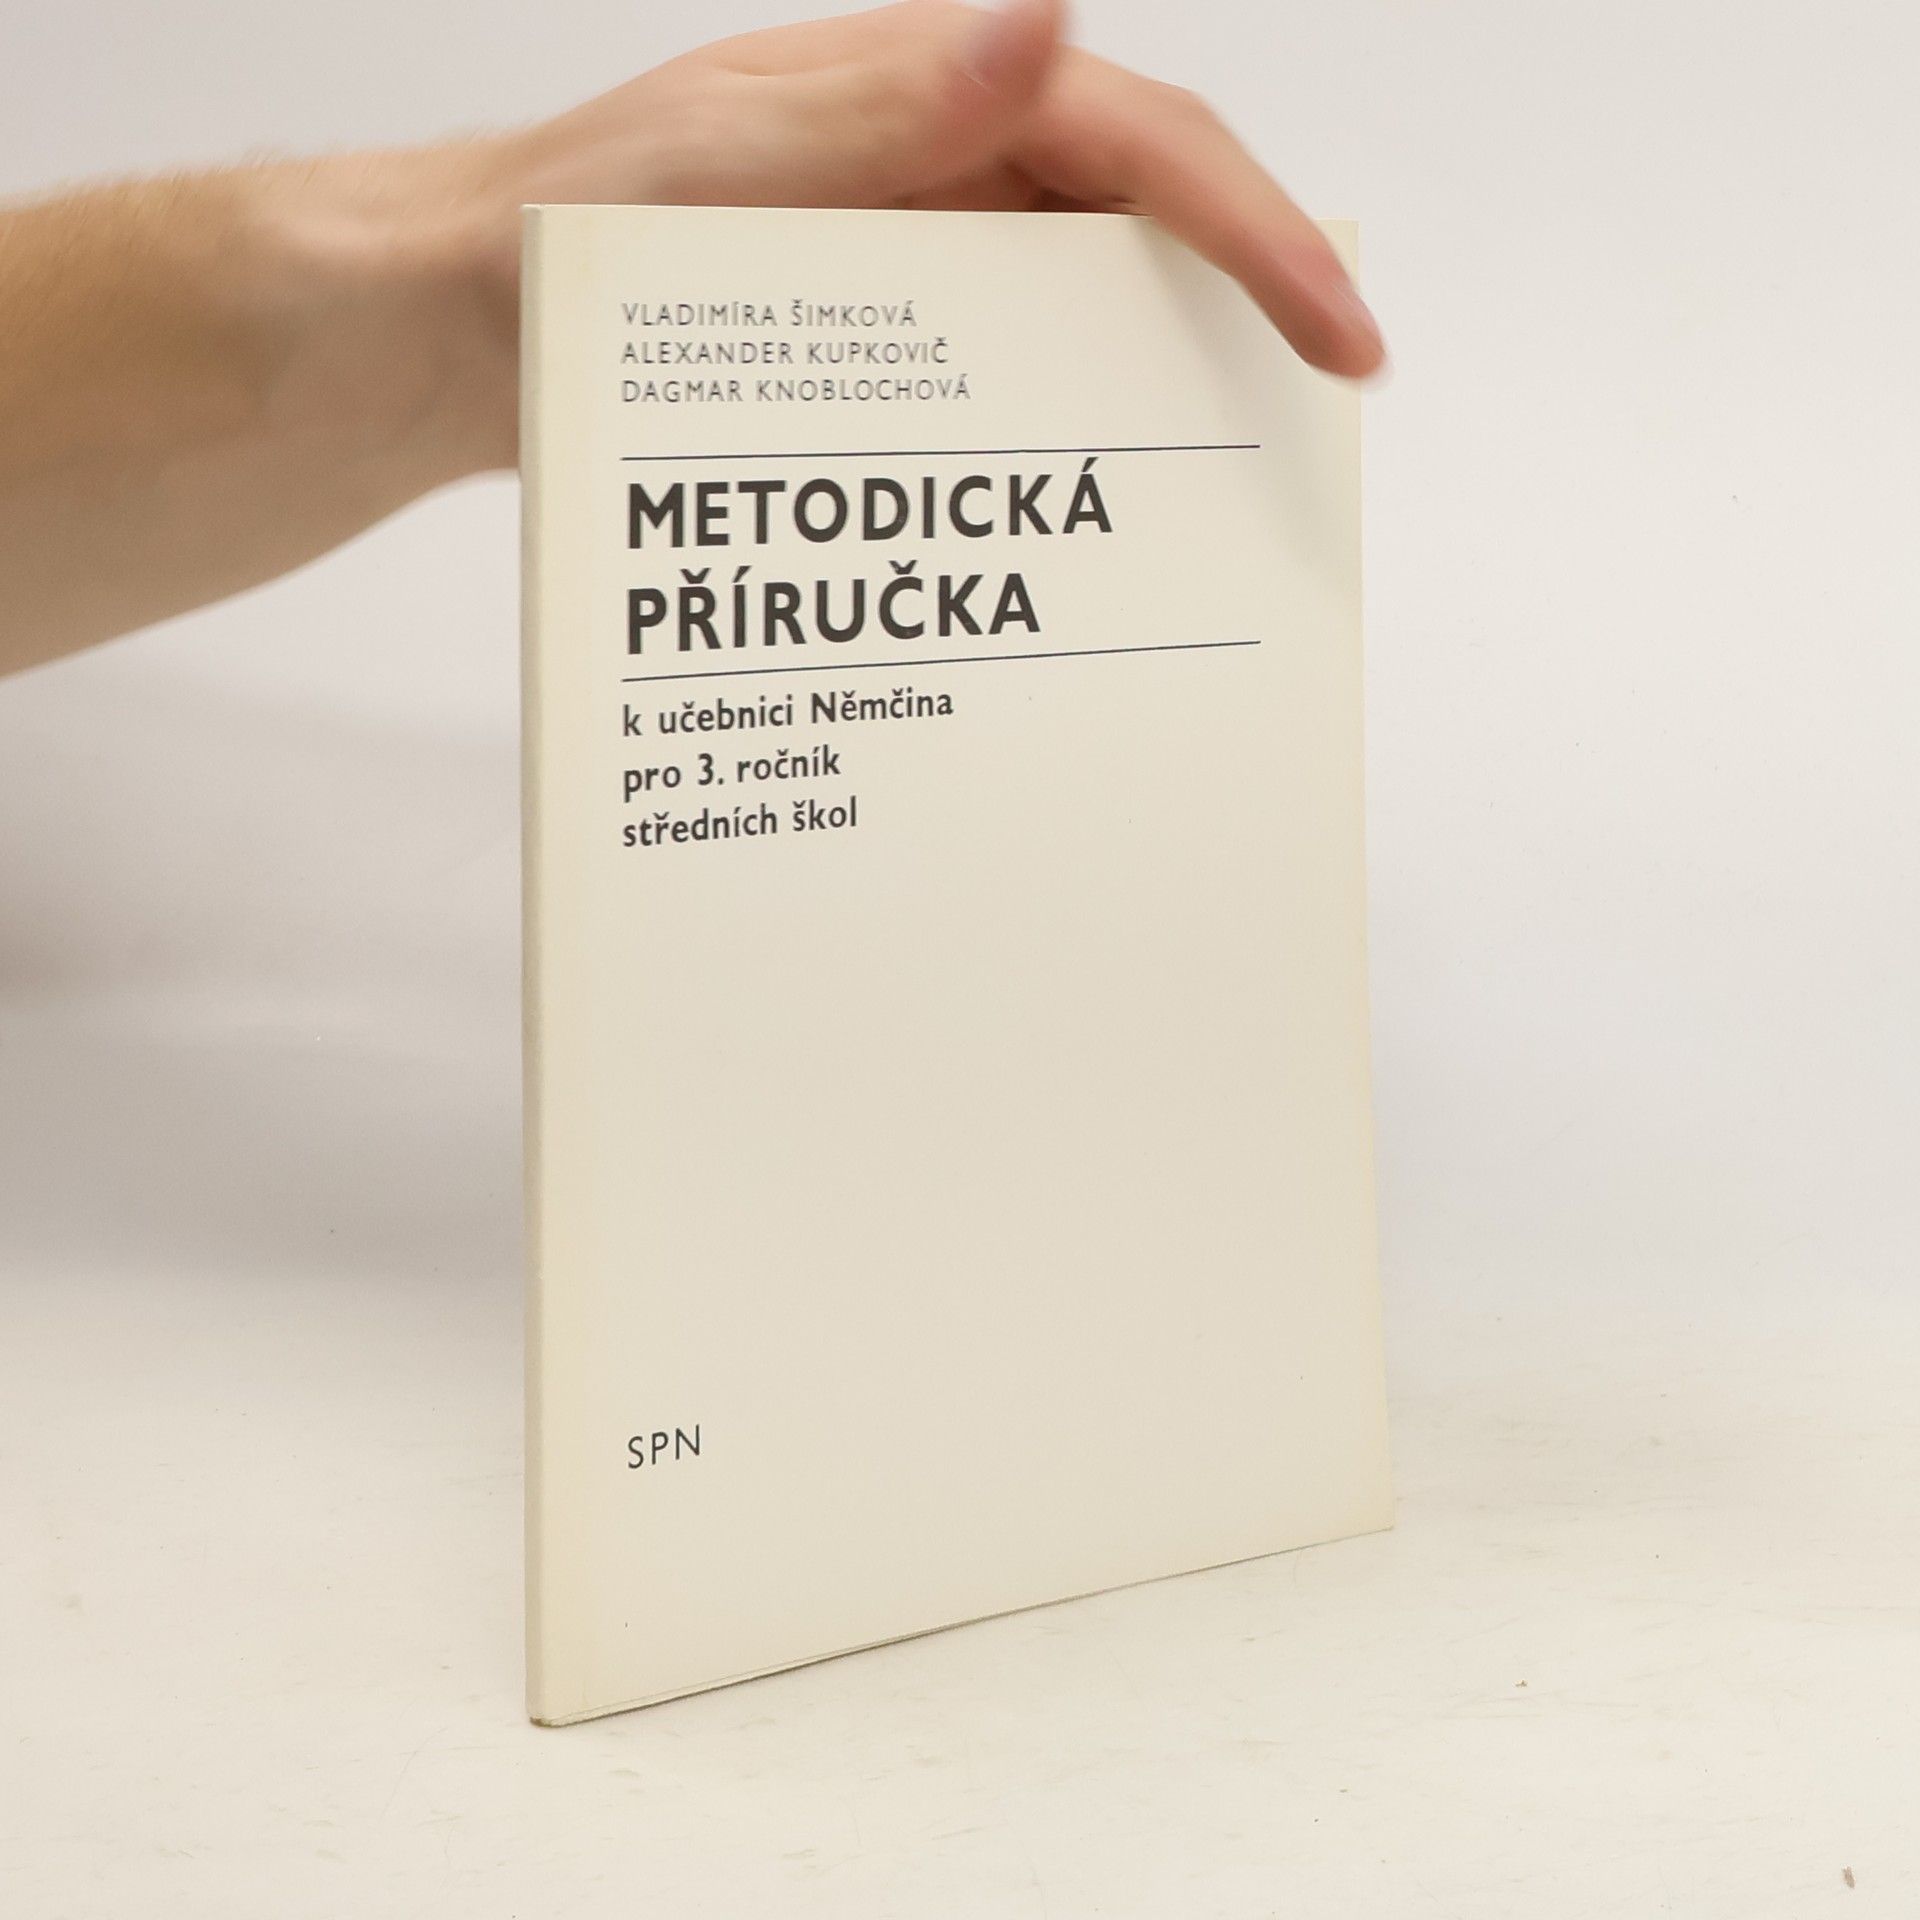 VLADIMÍRA ŠIMKOVÁ
ALEXANDER KUPKOVIČ
DAGMAR KNOBLOCHOVÁ
METODICKÁ
PŘÍRUČKA
k učebnici Němčina
pro 3. ročník
středních škol
SPN